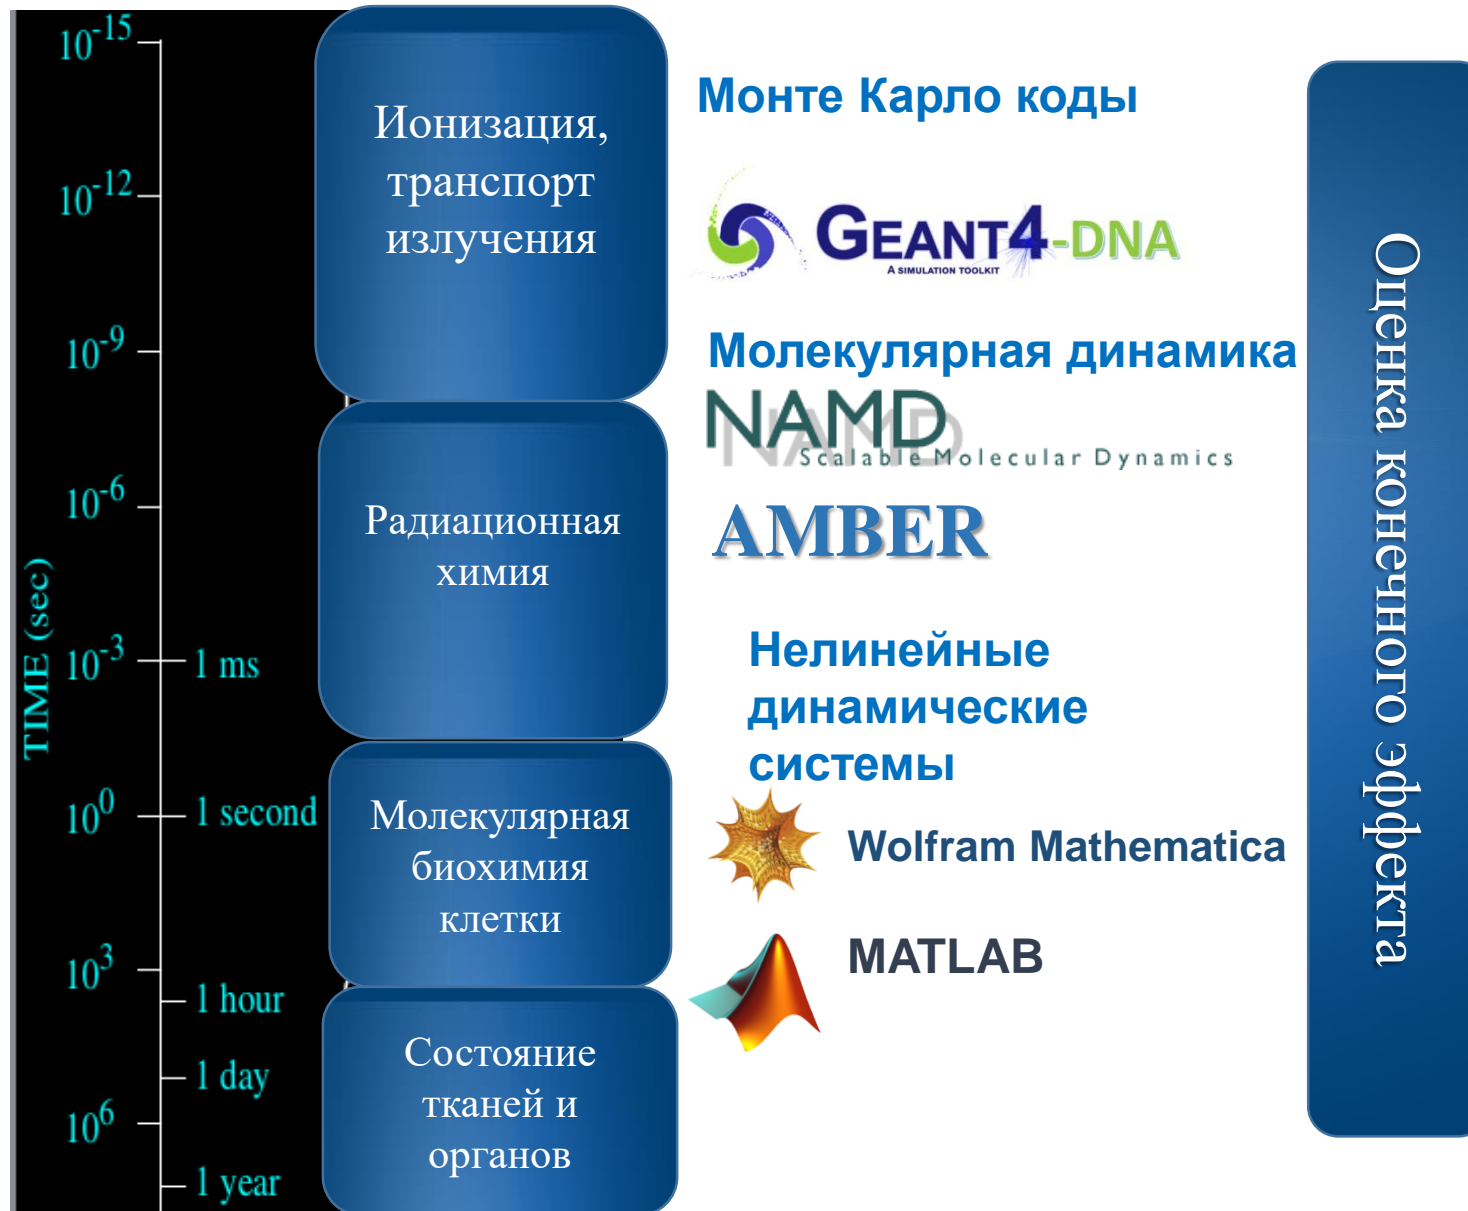 TIME (sec)
10-15
10-12
10-9
10-6
10-3
1 ms
100
1 second
103
1 hour
1 day
106
1 year
Ионизация,
транспорт
излучения
Радиационная
химия
Молекулярная
биохимия
клетки
Состояние
тканей и
органов
Монте Карло коды
GEANT4-DNA
A SIMULATION TOOLKIT
Молекулярная динамика
NAMD
Scalable Molecular Dynamics
AMBER
Нелинейные
динамические
системы
Wolfram Mathematica
MATLAB
Оценка конечного эффекта